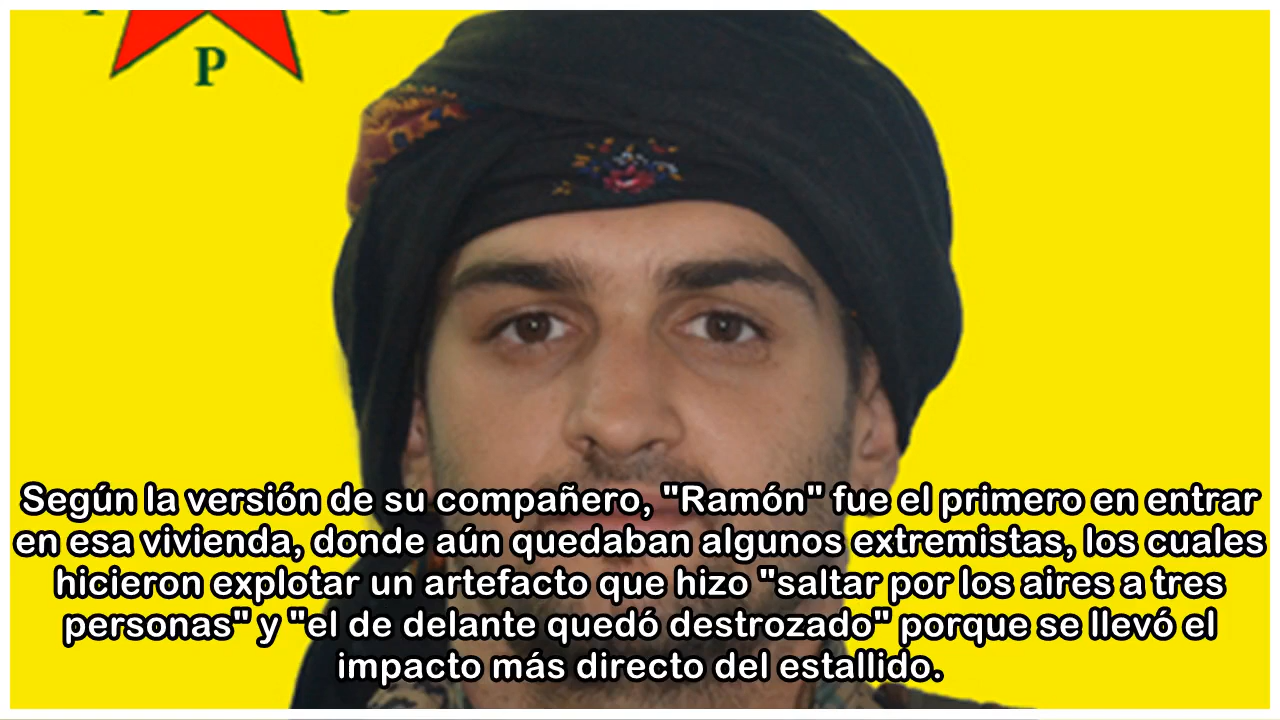 P
Según la versión de su compañero, "Ramón" fue el primero en entrar
en esa vivienda, donde aún quedaban algunos extremistas, los cuales
hicieron explotar un artefacto que hizo "saltar por los aires a tres
personas" y "el de delante quedó destrozado" porque se llevó el
impacto más directo del estallido.